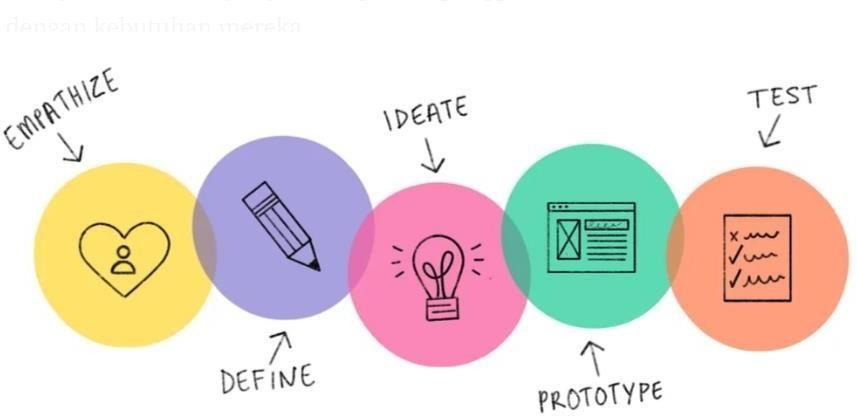 dengan kebutuhan mereka
EMPATHIZE
DEFINE
IDEATE
PROTOTYPE
TEST